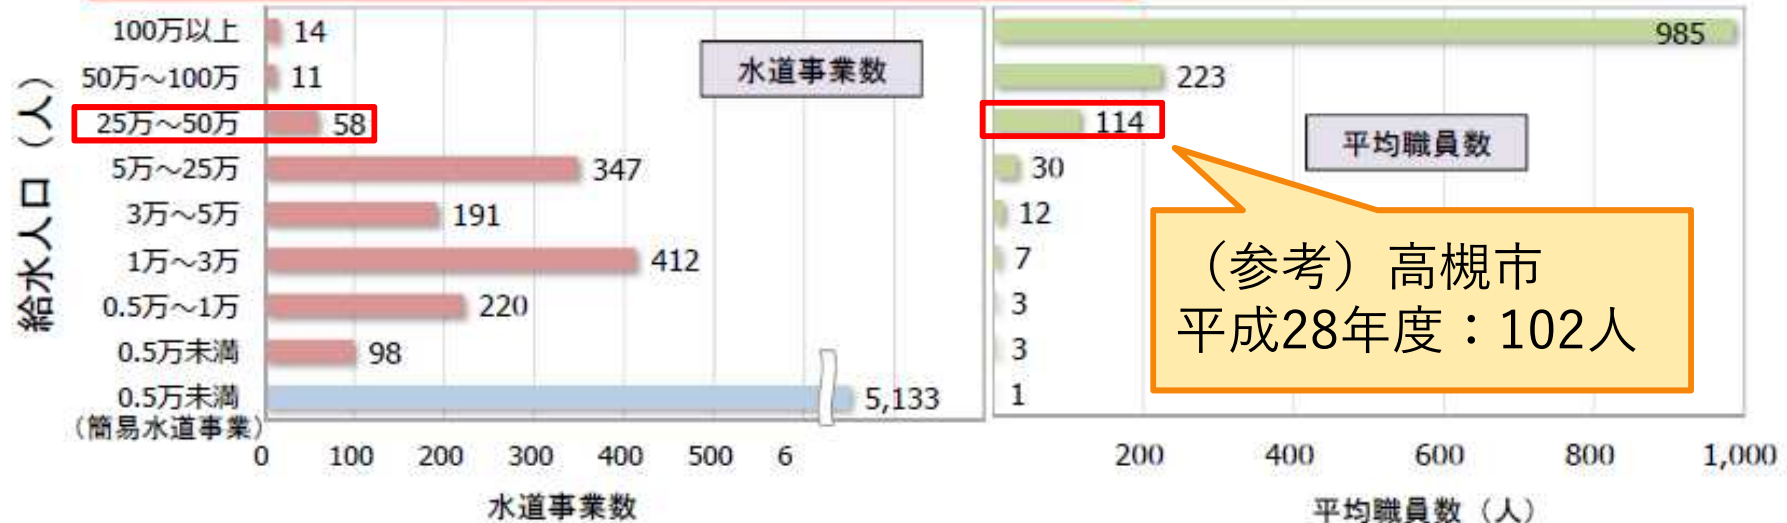 給水人口（人）
100万以上 14 985
50万～100万 11 223
25万～50万 58 114
5万～25万 347 30
3万～5万 191 12
1万～3万 412 7
0.5万～1万 220 3
0.5万未満 98 3
0.5万未満 5,133 1
（簡易水道事業）
水道事業数
平均職員数
（参考）高槻市
平成28年度：102人
0 100 200 300 400 500 6
200 400 600 800 1,000
水道事業数
平均職員数（人）